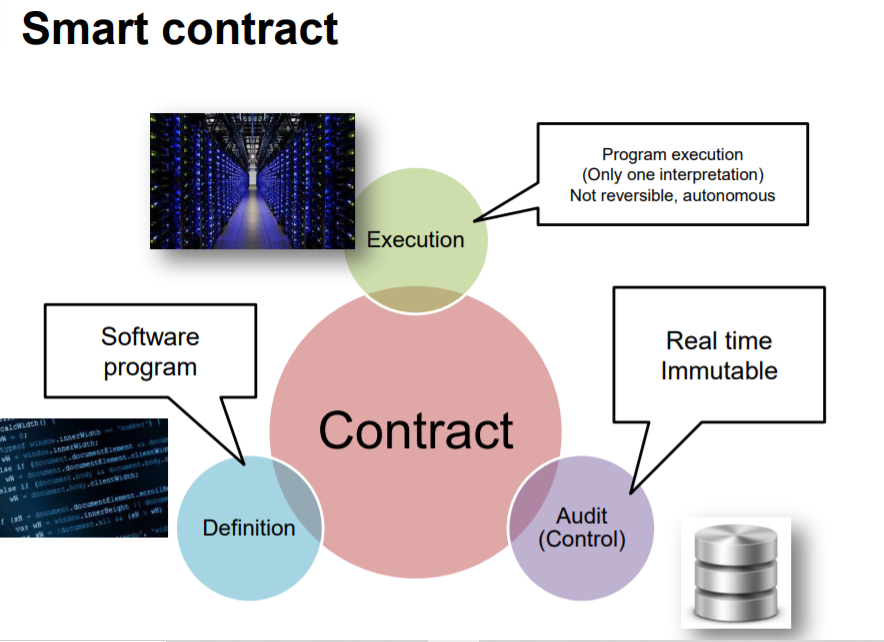 Smart contract
Program execution
(Only one interpretation)
Not reversible, autonomous
Execution
Software
program
Real time
Immutable
Contract
Definition
Audit
(Control)